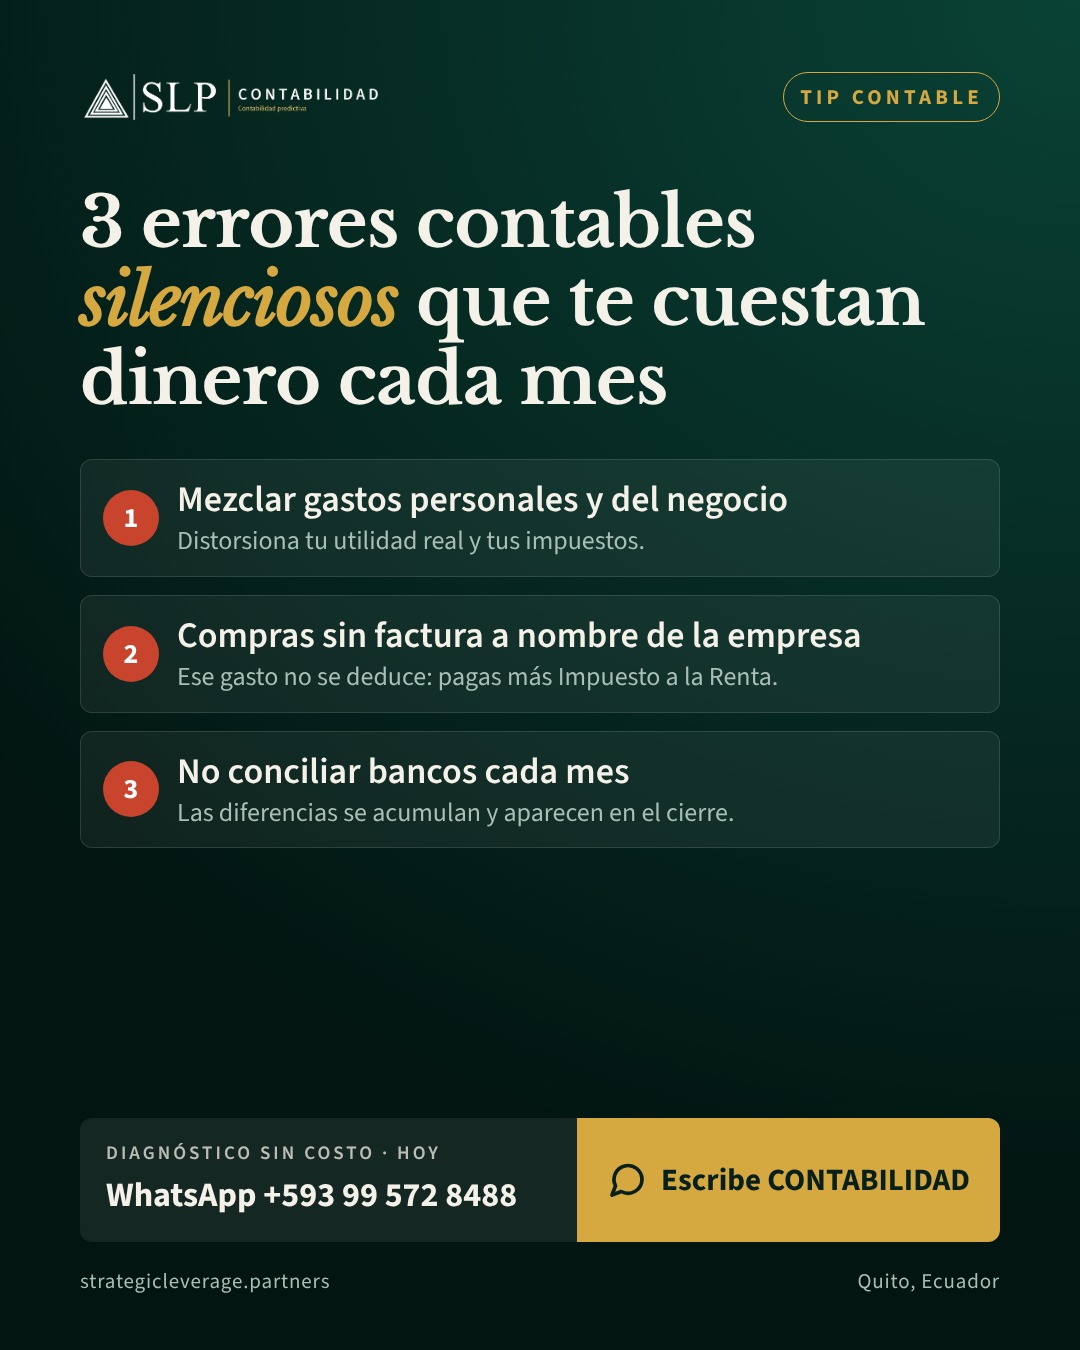 SLP
CONTABILIDAD
Contabilidad predictiva
TIP CONTABLE
3 errores contables
silenciosos que te cuestan
dinero cada mes
1
Mezclar gastos personales y del negocio
Distorsiona tu utilidad real y tus impuestos.
2
Compras sin factura a nombre de la empresa
Ese gasto no se deduce: pagas más Impuesto a la Renta.
3
No conciliar bancos cada mes
Las diferencias se acumulan y aparecen en el cierre.
DIAGNÓSTICO SIN COSTO · HOY
WhatsApp +593 99 572 8488
Escribe CONTABILIDAD
strategicleverage.partners
Quito, Ecuador